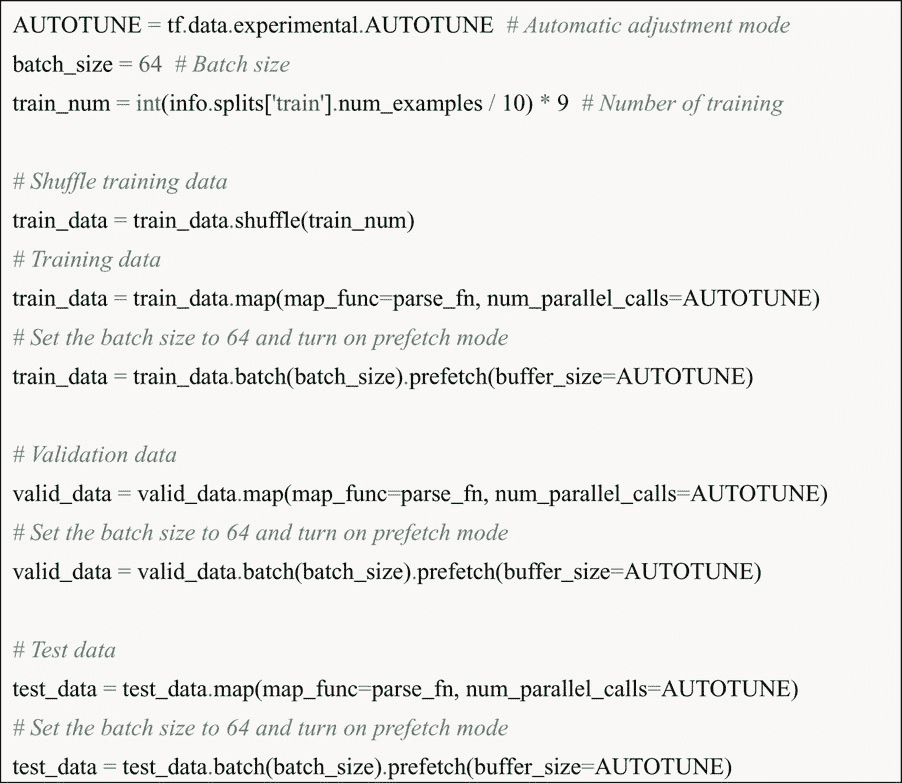 AUTOTUNE = tf.data.experimental.AUTOTUNE # Automatic adjustment mode
batch_size = 64 # Batch size
train_num = int(info.splits['train'].num_examples / 10) * 9 # Number of training
# Shuffle training data
train_data = train_data.shuffle(train_num)
# Training data
train_data = train_data.map(map_func=parse_fn, num_parallel_calls=AUTOTUNE)
# Set the batch size to 64 and turn on prefetch mode
train_data = train_data.batch(batch_size).prefetch(buffer_size=AUTOTUNE)
# Validation data
valid_data = valid_data.map(map_func=parse_fn, num_parallel_calls=AUTOTUNE)
# Set the batch size to 64 and turn on prefetch mode
valid_data = valid_data.batch(batch_size).prefetch(buffer_size=AUTOTUNE)
# Test data
test_data = test_data.map(map_func=parse_fn, num_parallel_calls=AUTOTUNE)
# Set the batch size to 64 and turn on prefetch mode
test_data = test_data.batch(batch_size).prefetch(buffer_size=AUTOTUNE)